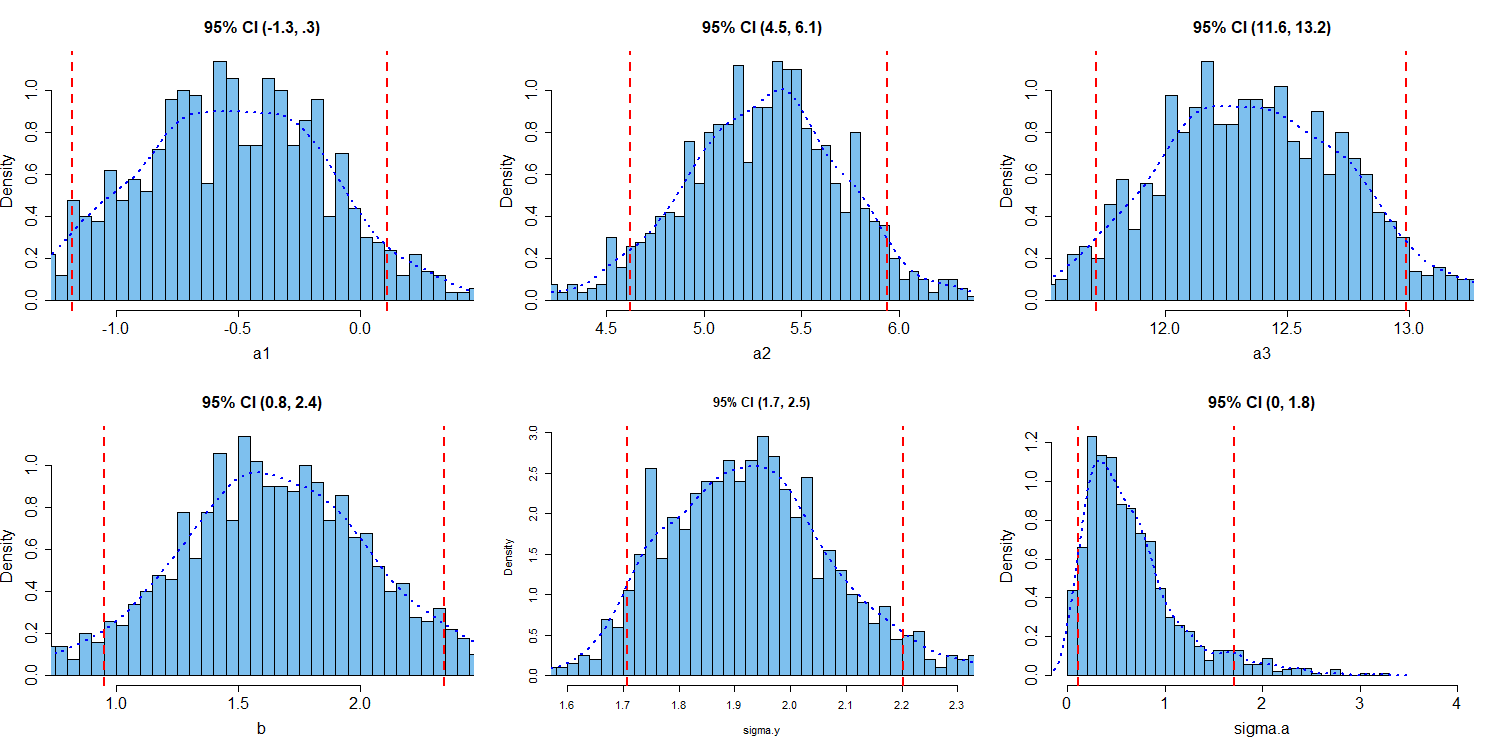 95% CI (-1.3, .3)
Density
0.0 0.2 0.4 0.6 0.8 1.0
-1.0 -0.5 0.0
a1
95% CI (4.5, 6.1)
Density
0.0 0.2 0.4 0.6 0.8 1.0
4.5 5.0 5.5 6.0
a2
95% CI (11.6, 13.2)
Density
0.0 0.2 0.4 0.6 0.8 1.0
12.0 12.5 13.0
a3
95% CI (0.8, 2.4)
Density
0.0 0.2 0.4 0.6 0.8 1.0
1.0 1.5 2.0
b
95% CI (1.7, 2.5)
Density
0.0 0.5 1.0 1.5 2.0 2.5 3.0
1.6 1.7 1.8 1.9 2.0 2.1 2.2 2.3
sigma.y
95% CI (0, 1.8)
Density
0.0 0.2 0.4 0.6 0.8 1.0 1.2
0 1 2 3 4
sigma.a